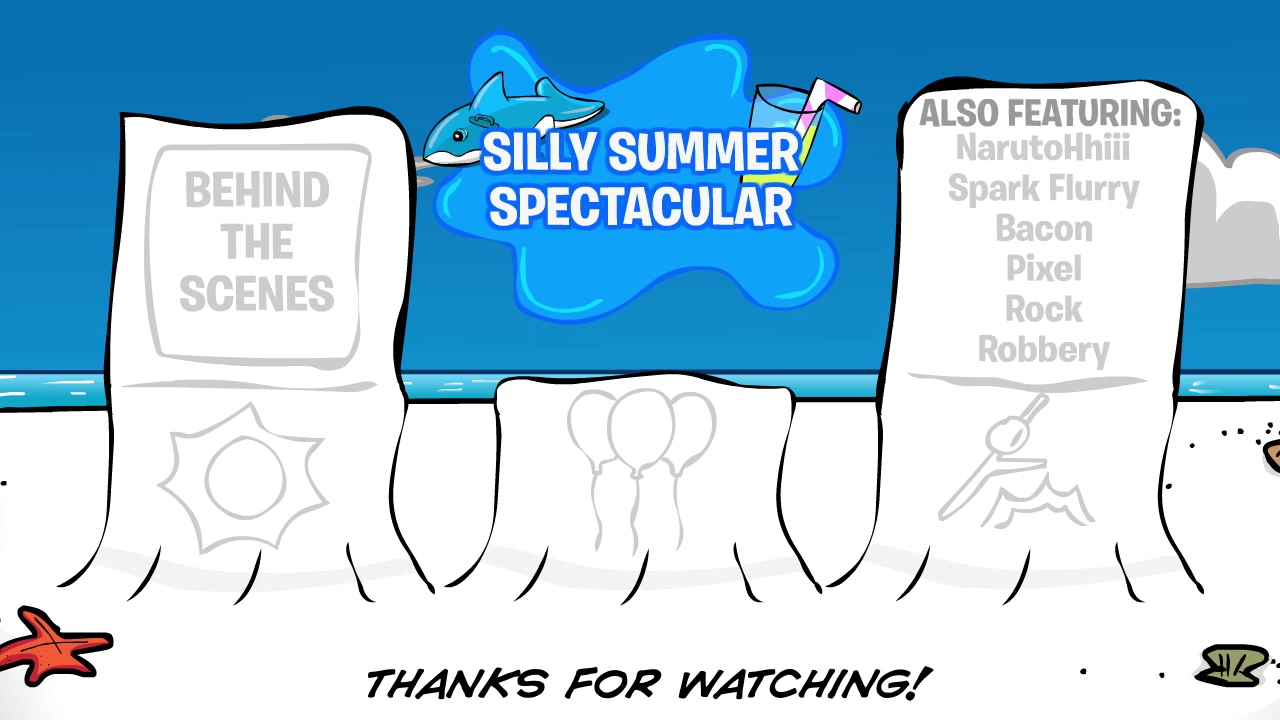 BEHIND
THE
SCENES
SILLY SUMMER
SPECTACULAR
ALSO FEATURING:
NarutoHhiii
Spark Flurry
Bacon
Pixel
Rock
Robbery
THANKS FOR WATCHING!